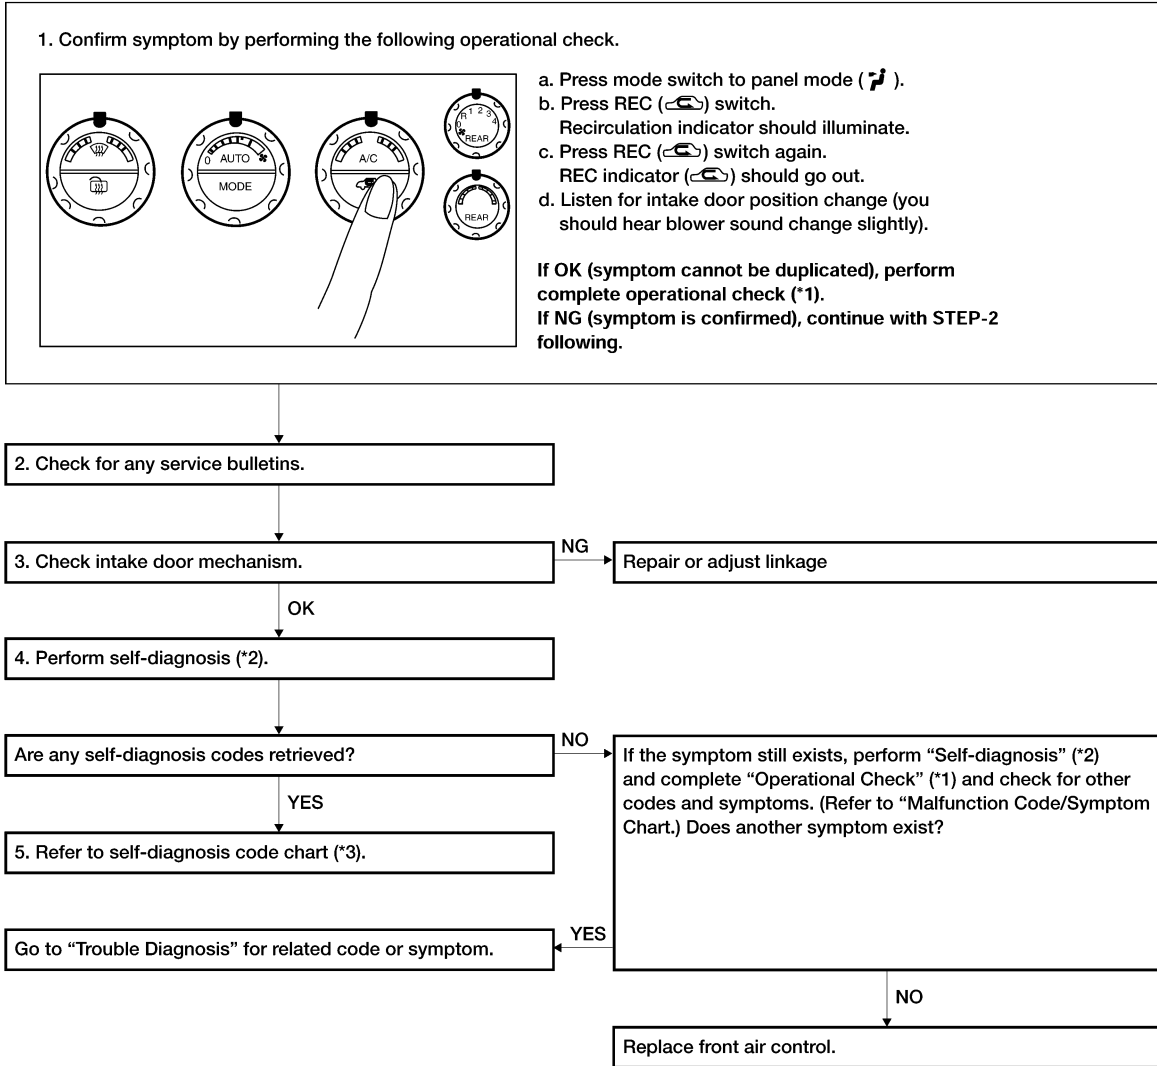 1. Confirm symptom by performing the following operational check.
0 AUTO
MODE
A/C
0 R 1 2 3 4
REAR
REAR
a. Press mode switch to panel mode ( ).
b. Press REC ( ) switch.
Recirculation indicator should illuminate.
c. Press REC ( ) switch again.
REC indicator ( ) should go out.
d. Listen for intake door position change (you
should hear blower sound change slightly).
If OK (symptom cannot be duplicated), perform
complete operational check (*1).
If NG (symptom is confirmed), continue with STEP-2
following.
2. Check for any service bulletins.
3. Check intake door mechanism.
NG
Repair or adjust linkage
OK
4. Perform self-diagnosis (*2).
Are any self-diagnosis codes retrieved?
NO
If the symptom still exists, perform “Self-diagnosis” (*2)
and complete “Operational Check” (*1) and check for other
codes and symptoms. (Refer to “Malfunction Code/Symptom
Chart.) Does another symptom exist?
YES
5. Refer to self-diagnosis code chart (*3).
YES
Go to “Trouble Diagnosis” for related code or symptom.
NO
Replace front air control.